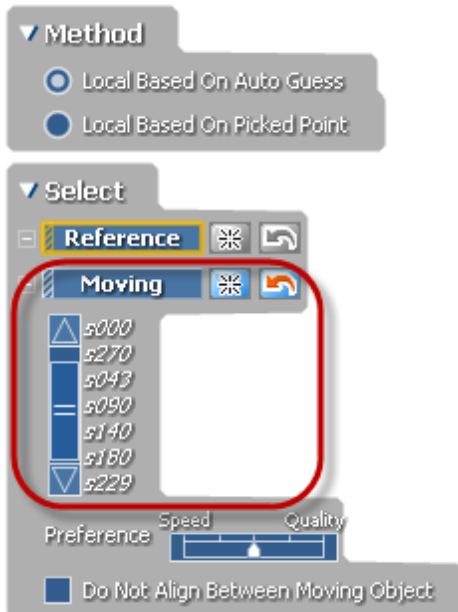 Method
Local Based On Auto Guess
Local Based On Picked Point
Select
Reference
Moving
s000
s270
s043
s090
s140
s180
s229
Speed Quality
Preference
Do Not Align Between Moving Object